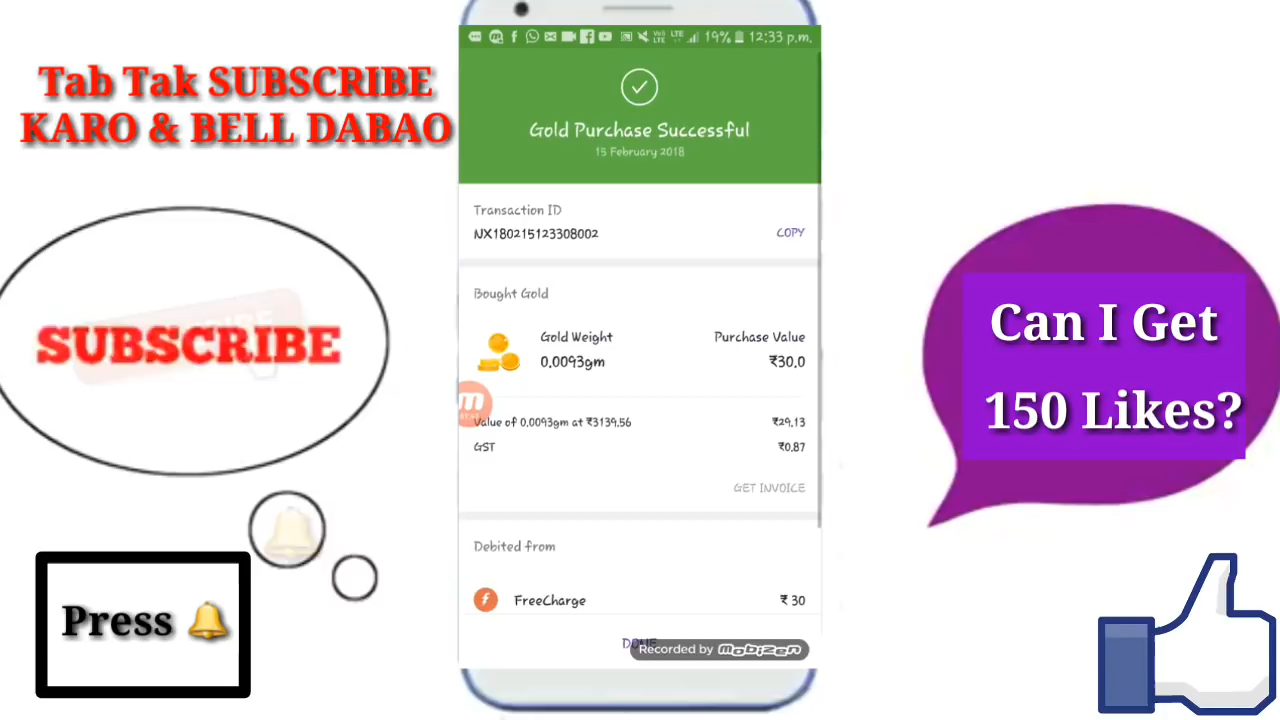 Tab Tak SUBSCRIBE
KARO & BELL DABAO
SUBSCRIBE
Press
19% 12:33 p.m.
Gold Purchase Successful
15 February 2018
Transaction ID
NX180215123308002 COPY
Bought Gold
Gold Weight Purchase Value
0.0093gm ₹30.0
Value of 0.0093gm at ₹3139.56 ₹29.13
GST ₹0.87
GET INVOICE
Debited from
FreeCharge ₹ 30
DONE
Recorded by mobizen
Can I Get
150 Likes?